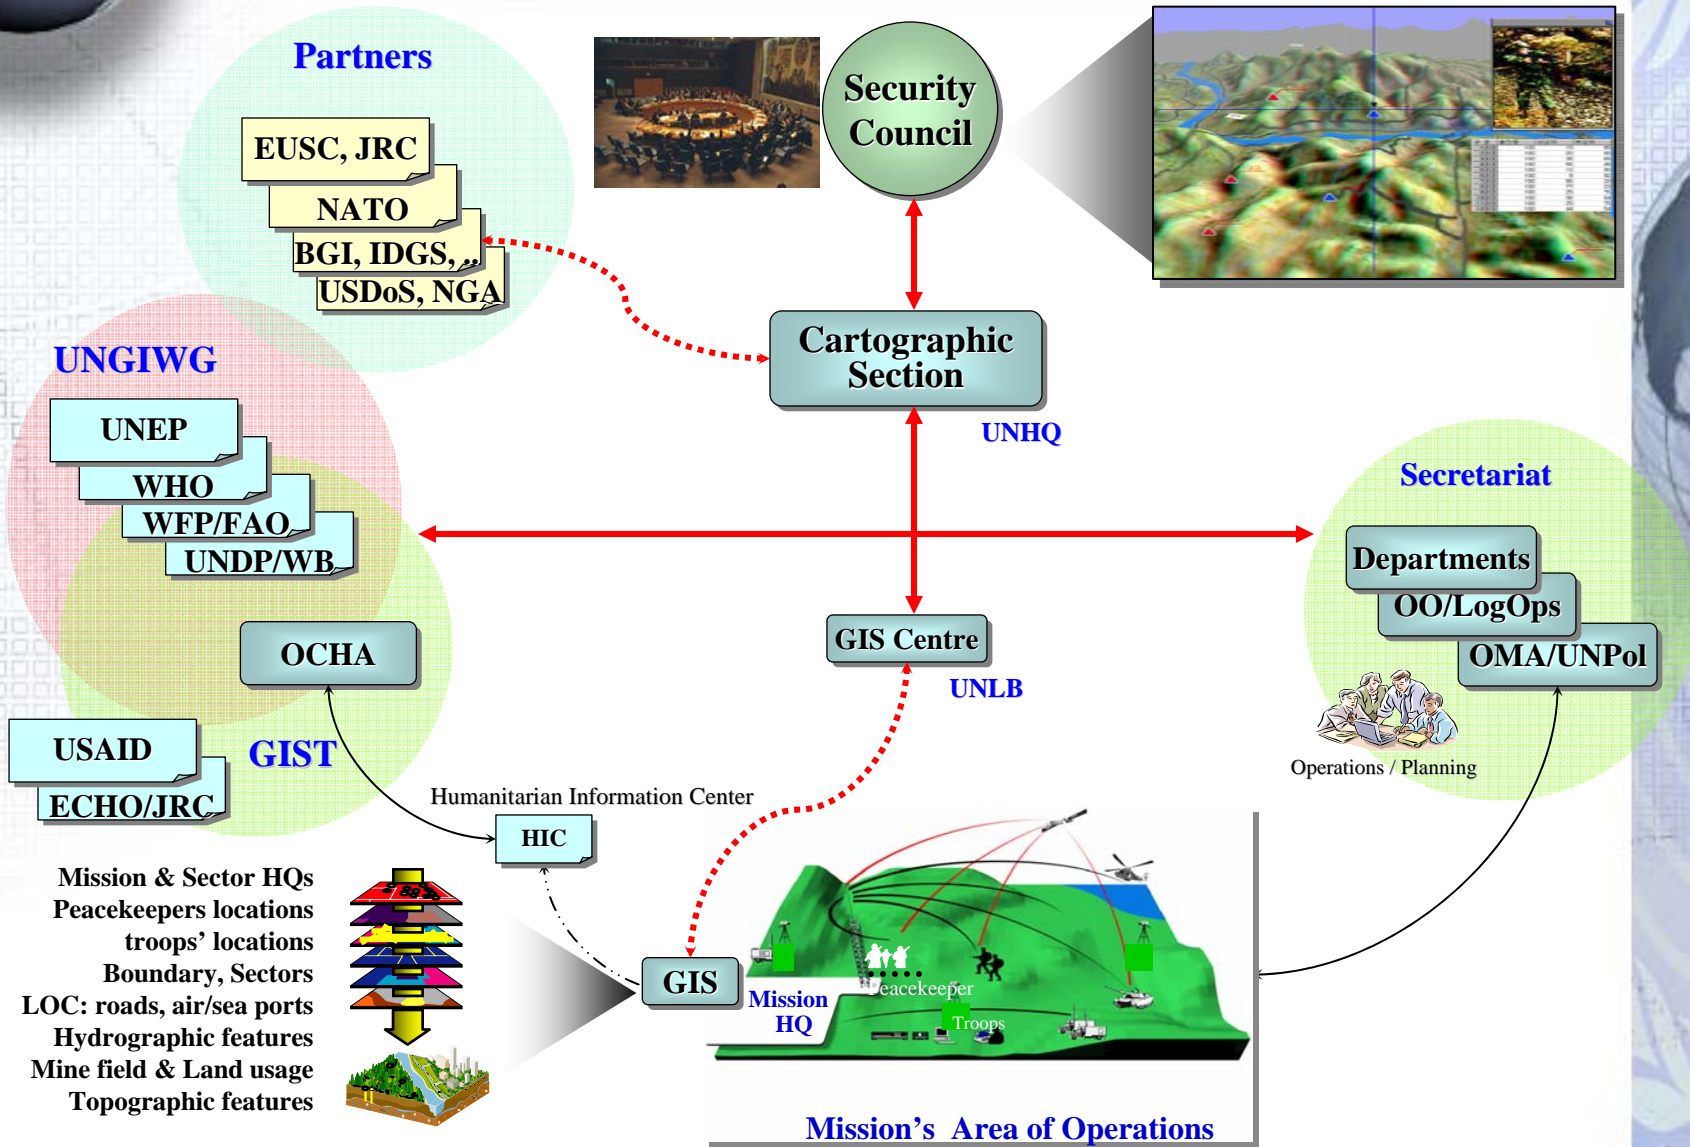 Partners
EUSC, JRC
NATO
BGI, IDGS, ..
USDoS, NGA
Security
Council
Cartographic
Section
UNHQ
UNGIWG
UNEP
WHO
WFP/FAO
UNDP/WB
OCHA
USAID
ECHO/JRC
GIST
Secretariat
Departments
OO/LogOps
OMA/UNPol
Operations / Planning
GIS Centre
UNLB
Humanitarian Information Center
HIC
Mission & Sector HQs
Peacekeepers locations
troops' locations
Boundary, Sectors
LOC: roads, air/sea ports
Hydrographic features
Mine field & Land usage
Topographic features
GIS
Mission
HQ
Peacekeeper
Troops
Mission's Area of Operations